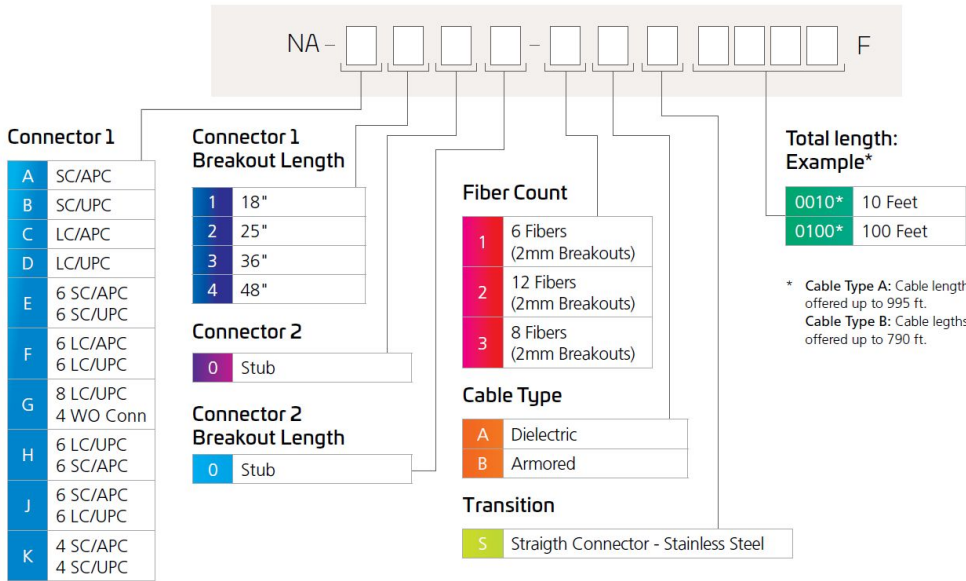 NA- - F
Connector 1
A SC/APC
B SC/UPC
C LC/APC
D LC/UPC
E 6 SC/APC
6 SC/UPC
F 6 LC/APC
6 LC/UPC
G 8 LC/UPC
4 WO Conn
H 6 LC/UPC
6 SC/APC
J 6 SC/APC
6 LC/UPC
K 4 SC/APC
4 SC/UPC
Connector 1
Breakout Length
1 18"
2 25"
3 36"
4 48"
Connector 2
0 Stub
Connector 2
Breakout Length
0 Stub
Fiber Count
1 6 Fibers
(2mm Breakouts)
2 12 Fibers
(2mm Breakouts)
3 8 Fibers
(2mm Breakouts)
Cable Type
A Dielectric
B Armored
Transition
S Straigth Connector - Stainless Steel
Total length:
Example*
0010* 10 Feet
0100* 100 Feet
* Cable Type A: Cable length
offered up to 995 ft.
Cable Type B: Cable legths
offered up to 790 ft.